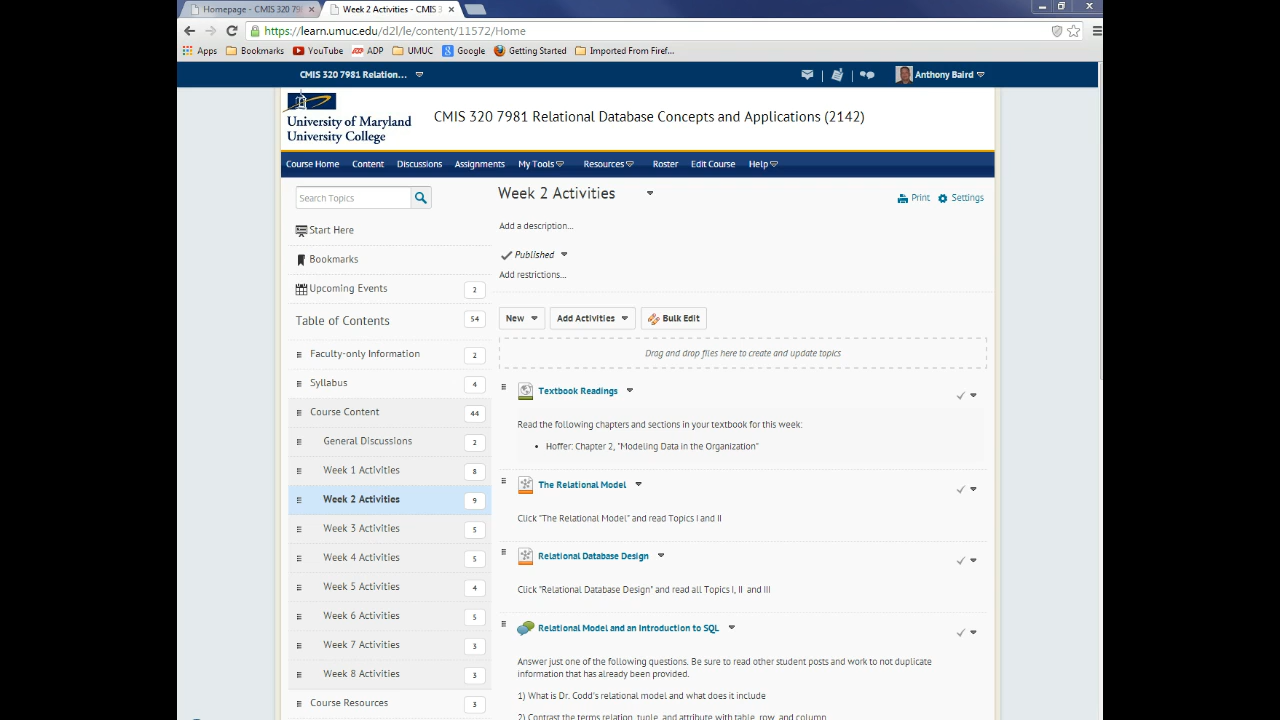 Homepage - CMIS 320 79
Week 2 Activities - CMIS 3
https://learn.umuc.edu/d2l/le/content/11572/Home
Apps Bookmarks YouTube ADP UMUC Google Getting Started Imported From Firef...
CMIS 320 7981 Relation...
Anthony Baird
University of Maryland
University College
CMIS 320 7981 Relational Database Concepts and Applications (2142)
Course Home Content Discussions Assignments My Tools Resources Roster Edit Course Help
Search Topics
Start Here
Bookmarks
Upcoming Events 2
Table of Contents 54
Faculty-only Information 2
Syllabus 4
Course Content 44
General Discussions 2
Week 1 Activities 8
Week 2 Activities 9
Week 3 Activities 5
Week 4 Activities 5
Week 5 Activities 4
Week 6 Activities 5
Week 7 Activities 3
Week 8 Activities 3
Course Resources 3
Week 2 Activities
Print Settings
Add a description...
Published
Add restrictions...
New Add Activities Bulk Edit
Drag and drop files here to create and update topics
Textbook Readings
Read the following chapters and sections in your textbook for this week:
• Hoffer: Chapter 2, "Modeling Data in the Organization"
The Relational Model
Click "The Relational Model" and read Topics I and II
Relational Database Design
Click "Relational Database Design" and read all Topics I, II and III
Relational Model and an Introduction to SQL
Answer just one of the following questions. Be sure to read other student posts and work to not duplicate
information that has already been provided.
1) What is Dr. Codd's relational model and what does it include
2) Contrast the terms relation, tuple, and attribute with table, row, and column